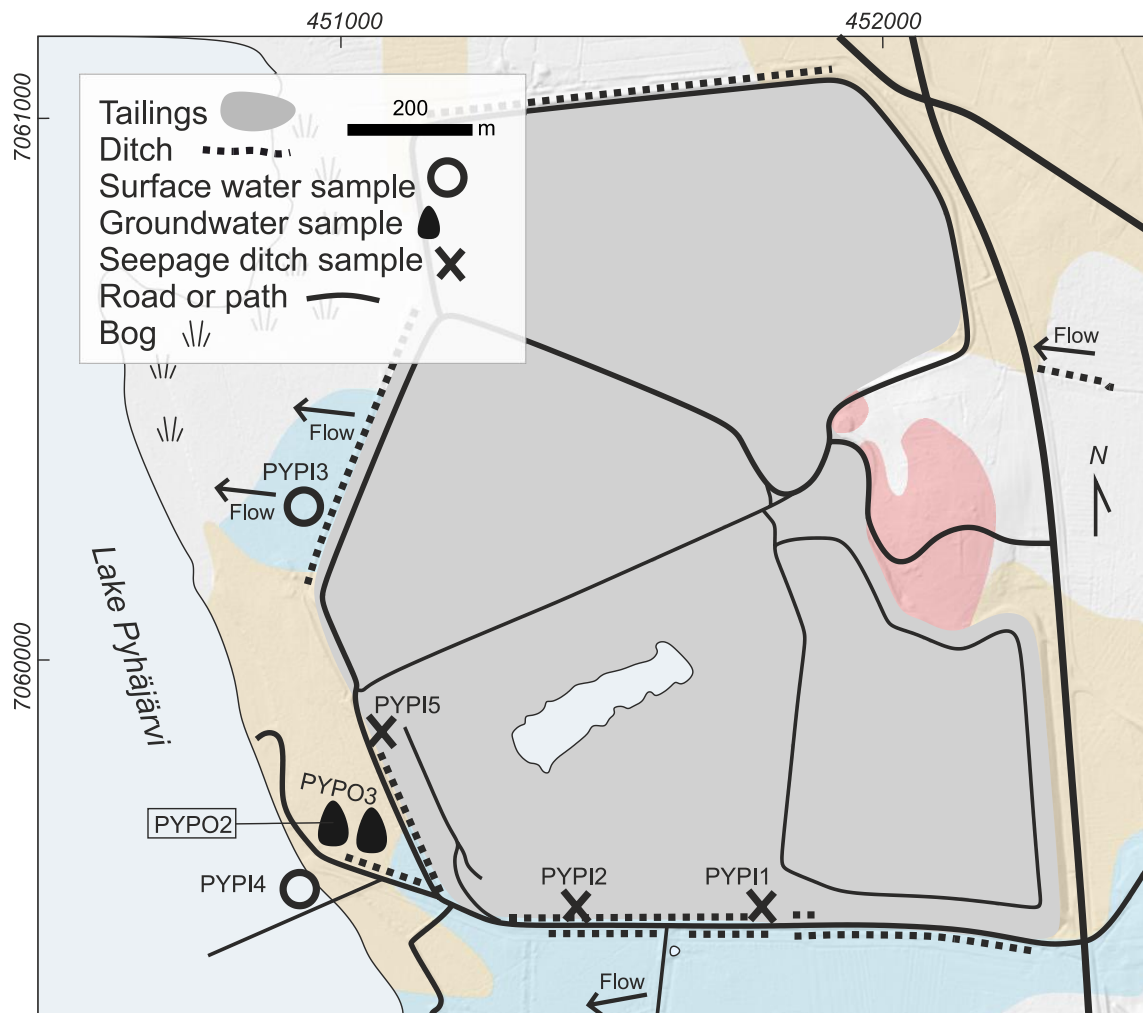 451000
452000
7061000
7060000
Tailings
200
m
Ditch
Surface water sample
Groundwater sample
Seepage ditch sample
Road or path
Bog
Flow
Flow
PYPI3
Flow
N
Lake Pyhäjärvi
PYPI5
PYPO3
PYPO2
PYPI4
PYPI2
PYPI1
Flow